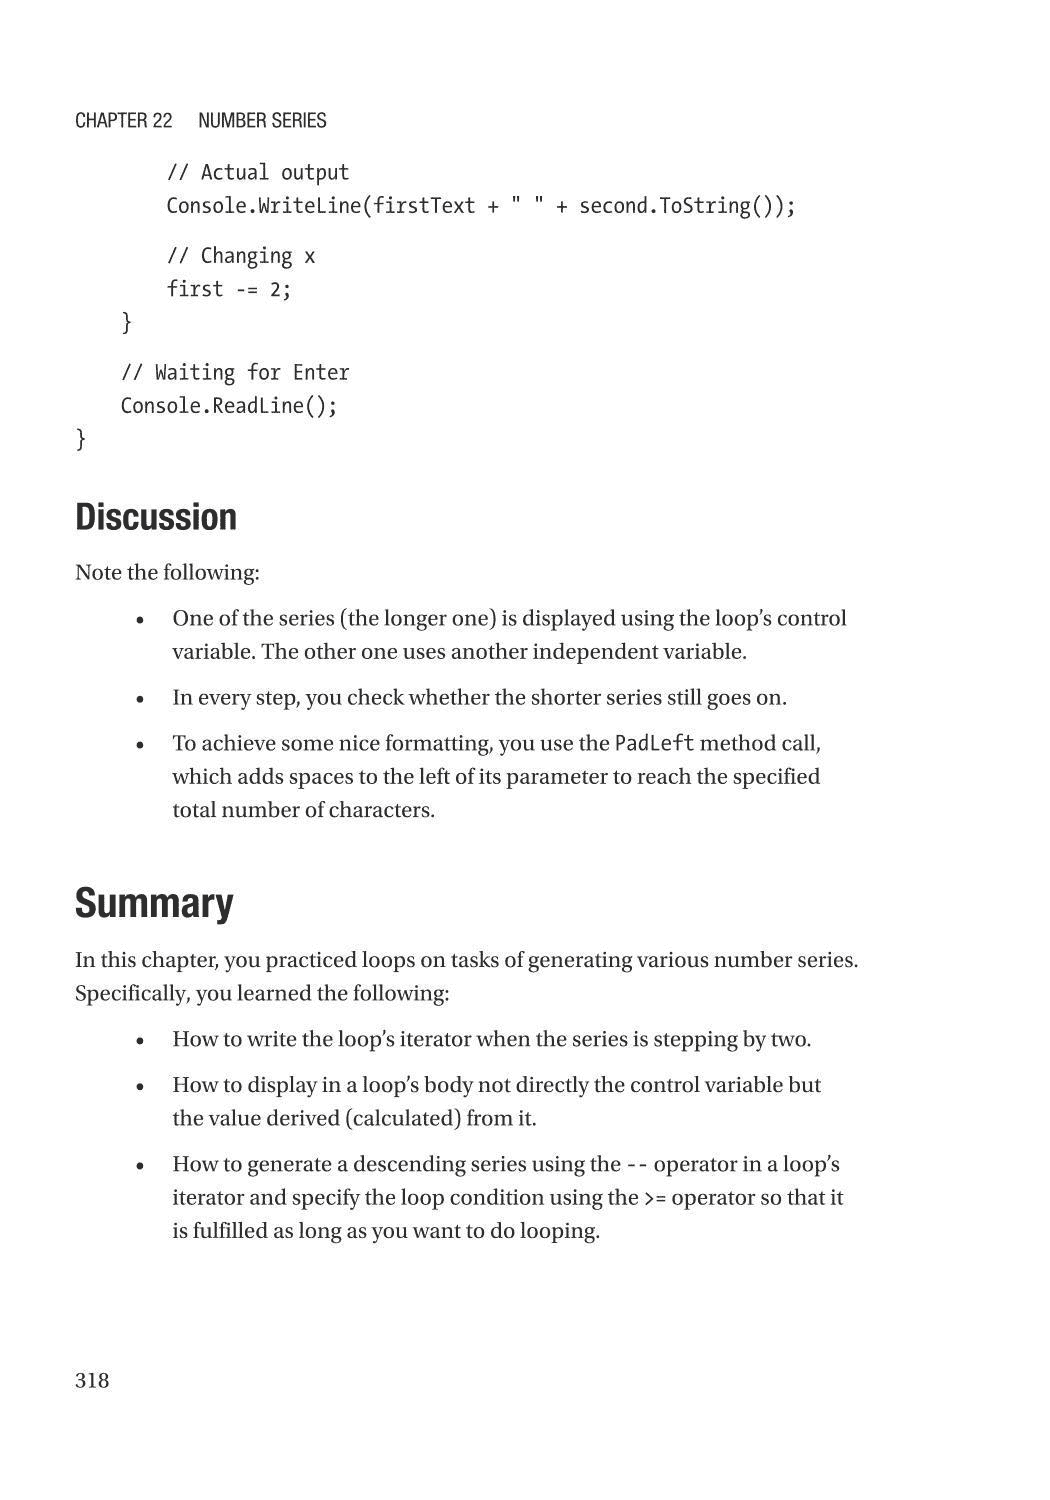 CHAPTER 22 NUMBER SERIES
// Actual output
Console.WriteLine(firstText + " " + second.ToString());
// Changing x
first -= 2;
}
// Waiting for Enter
Console.ReadLine();
}
Discussion
Note the following:
• One of the series (the longer one) is displayed using the loop’s control
variable. The other one uses another independent variable.
• In every step, you check whether the shorter series still goes on.
• To achieve some nice formatting, you use the PadLeft method call,
which adds spaces to the left of its parameter to reach the specified
total number of characters.
Summary
In this chapter, you practiced loops on tasks of generating various number series.
Specifically, you learned the following:
• How to write the loop’s iterator when the series is stepping by two.
• How to display in a loop’s body not directly the control variable but
the value derived (calculated) from it.
• How to generate a descending series using the -- operator in a loop’s
iterator and specify the loop condition using the >= operator so that it
is fulfilled as long as you want to do looping.
318